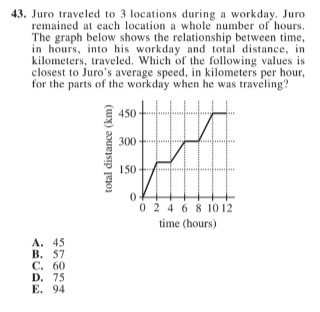 43. Juro traveled to 3 locations during a workday. Juro
remained at each location a whole number of hours.
The graph below shows the relationship between time,
in hours, into his workday and total distance, in
kilometers, traveled. Which of the following values is
closest to Juro's average speed, in kilometers per hour,
for the parts of the workday when he was traveling?
total distance (km)
450
300
150
0
0 2 4 6 8 10 12
time (hours)
A. 45
B. 57
C. 60
D. 75
E. 94